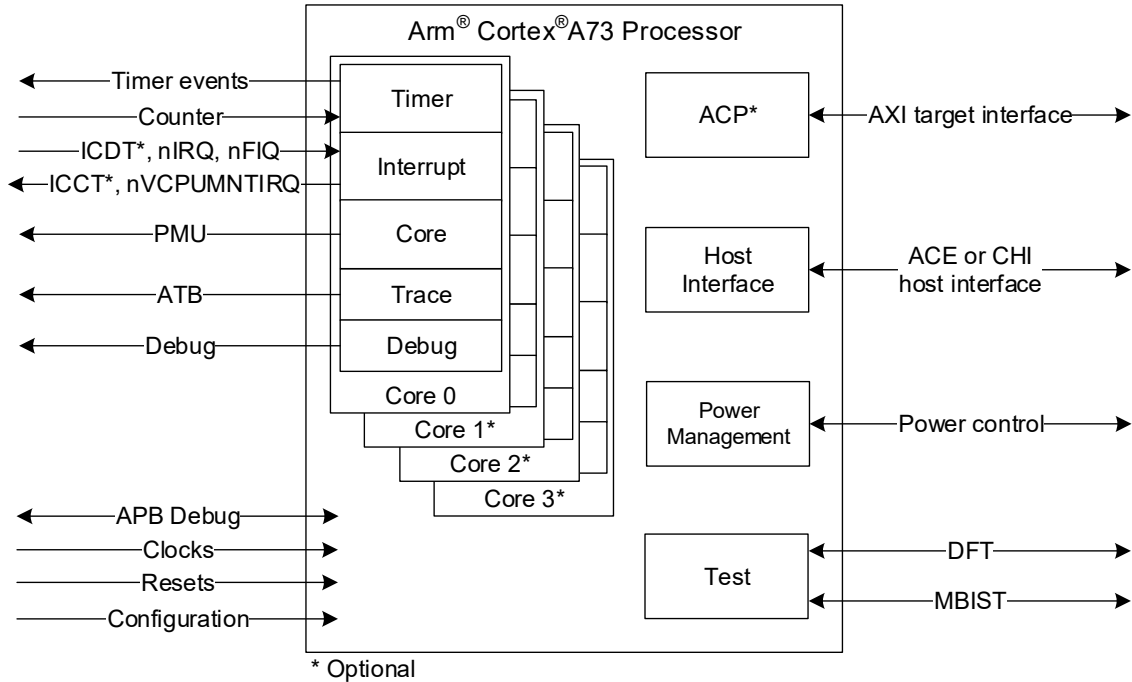 Arm® Cortex®A73 Processor
Timer events
Counter
ICDT*, nIRQ, nFIQ
ICCT*, nVCPUMNTIRQ
PMU
ATB
Debug
Timer
Interrupt
Core
Trace
Debug
Core 0
Core 1*
Core 2*
Core 3*
APB Debug
Clocks
Resets
Configuration
ACP*
AXI target interface
Host
Interface
ACE or CHI
host interface
Power
Management
Power control
Test
DFT
MBIST
* Optional